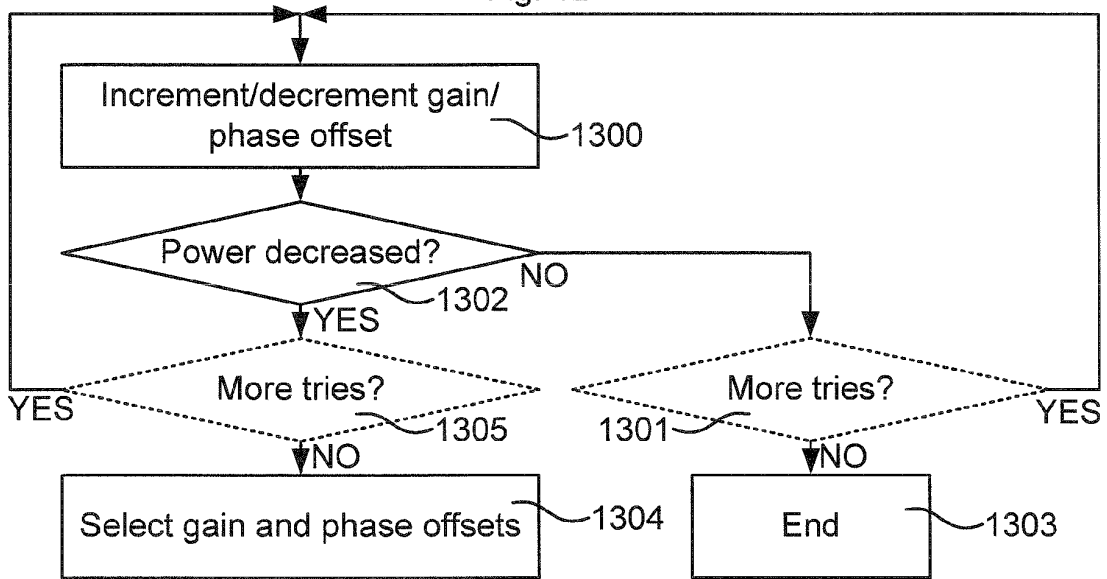 Increment/decrement gain/
phase offset
1300
Power decreased?
NO
1302
YES
More tries?
More tries?
YES
1305
1301
YES
NO
NO
Select gain and phase offsets
1304
End
1303